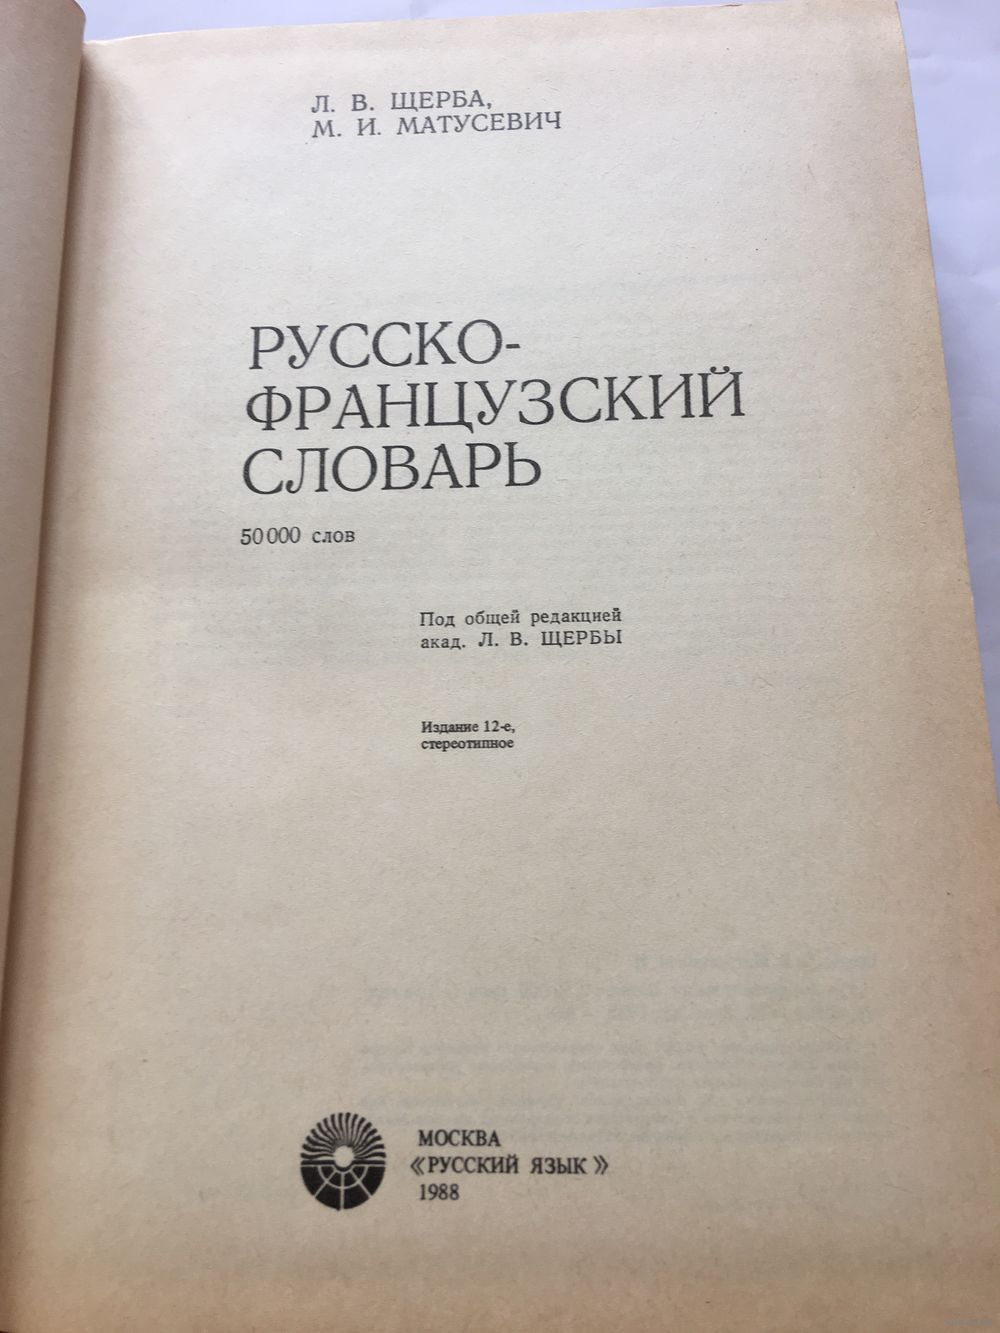 Л. В. ЩЕРБА,
М. И. МАТУСЕВИЧ
РУССКО-
ФРАНЦУЗСКИЙ
СЛОВАРЬ
50 000 слов
Под общей редакцией
акад. Л. В. ЩЕРБЫ
Издание 12-е,
стереотипное
МОСКВА
«РУССКИЙ ЯЗЫК»
1988